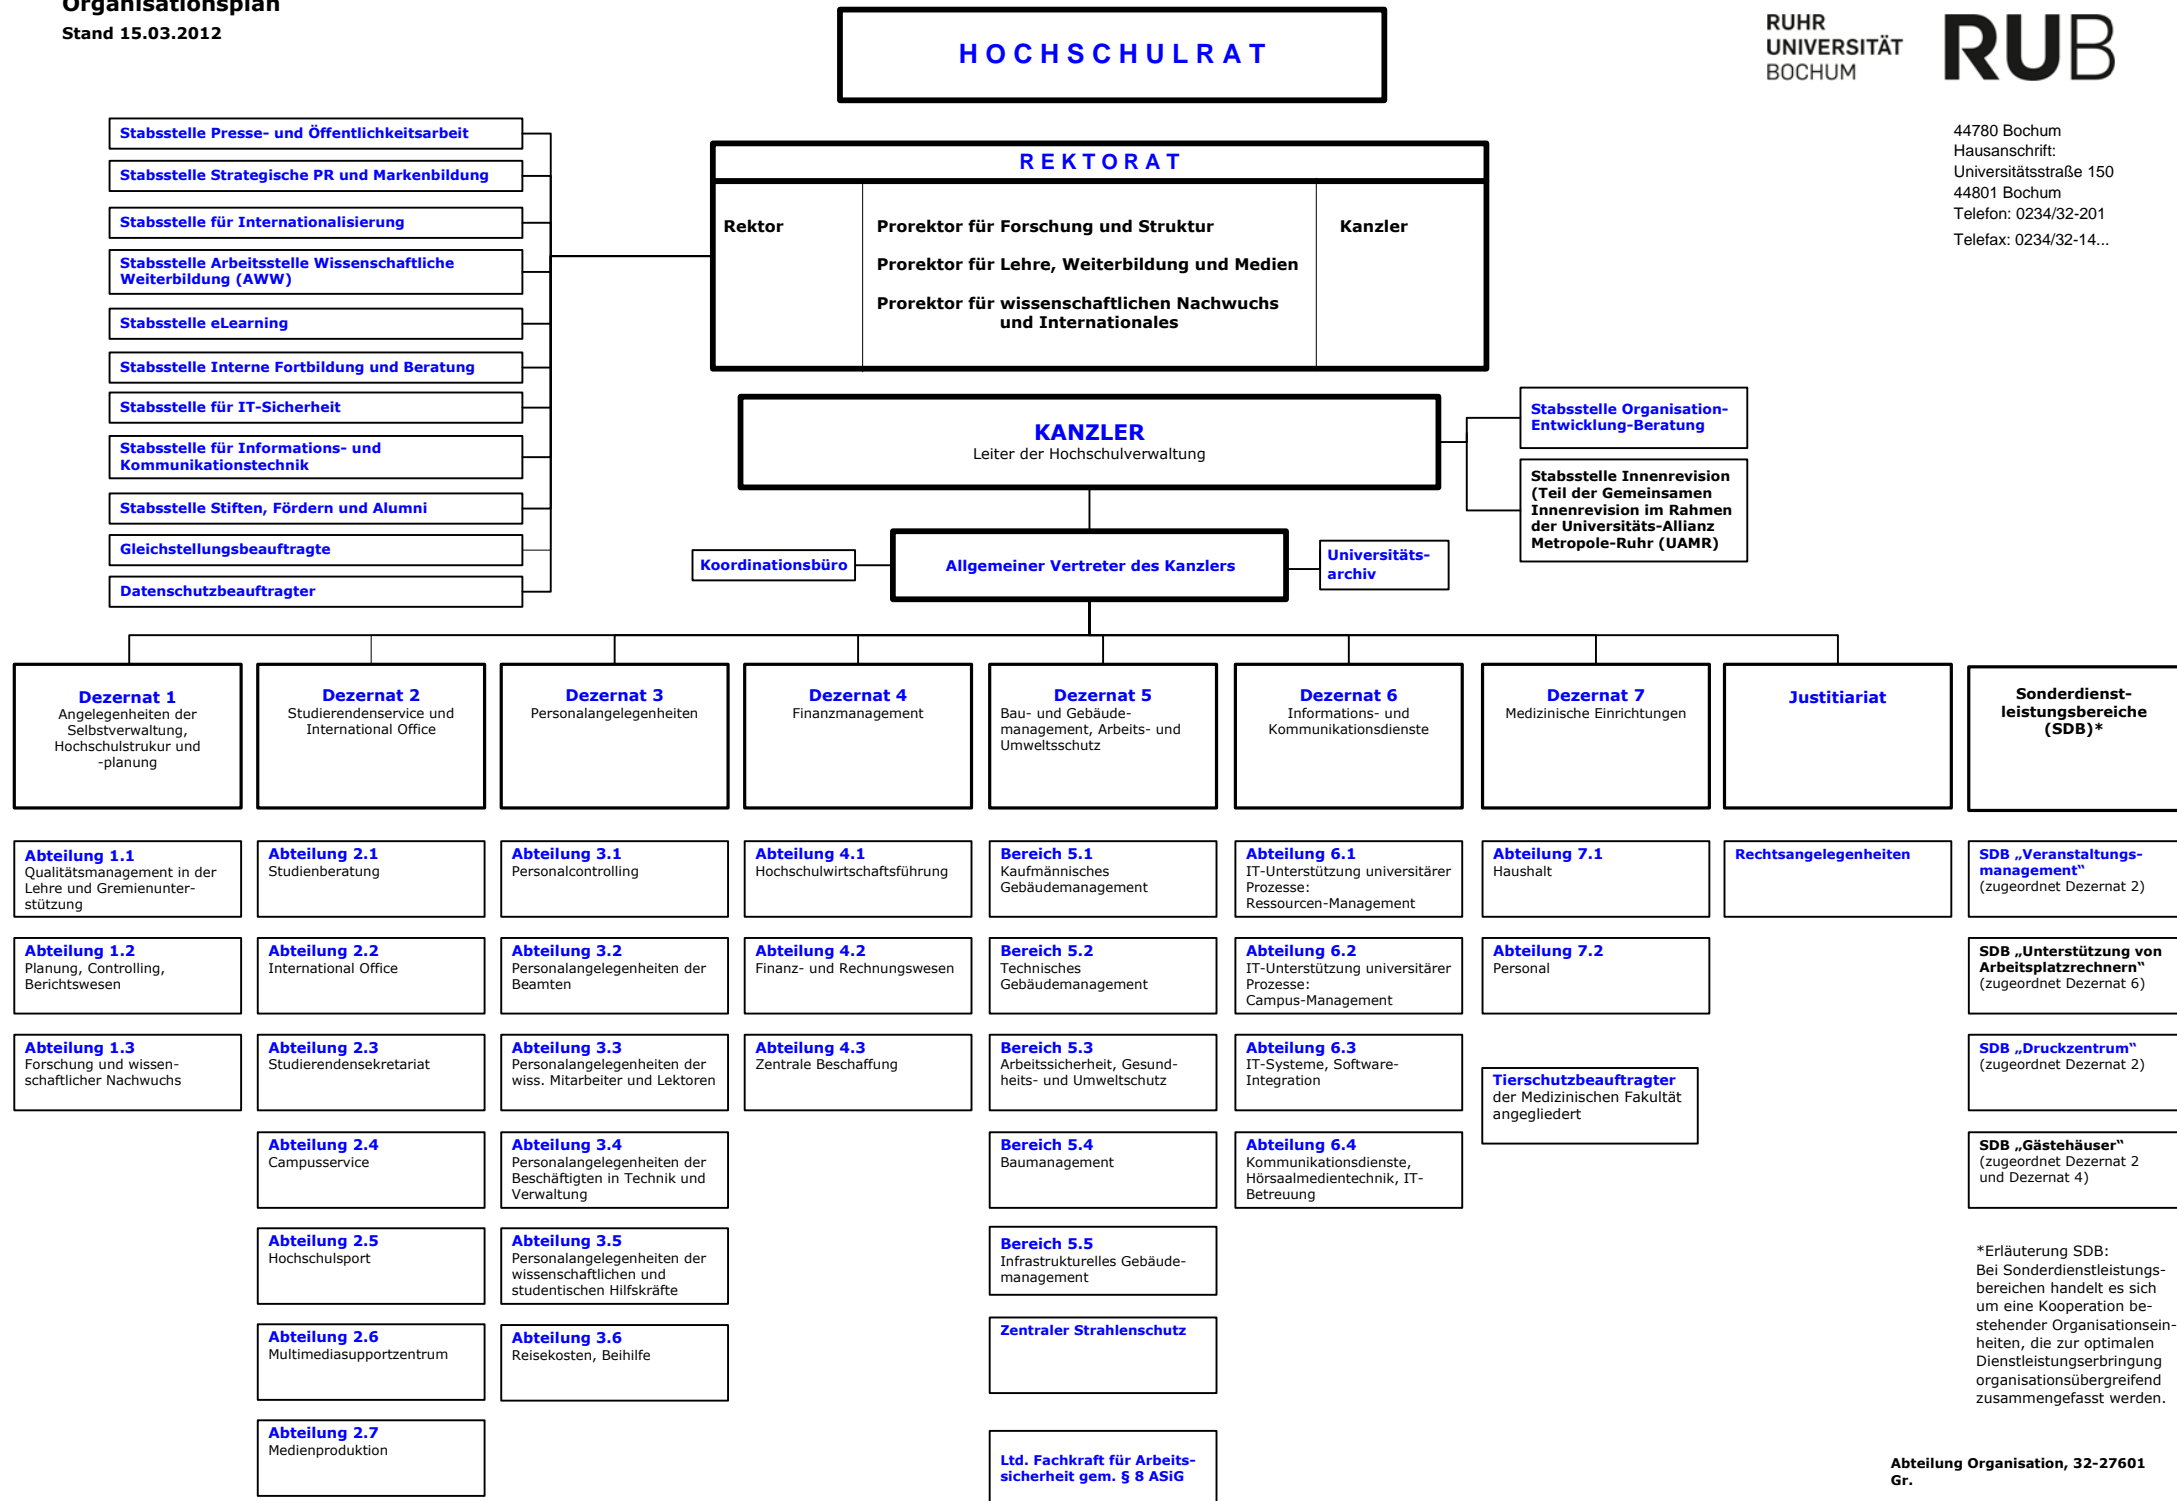 Organisationsplan
Stand 15.03.2012
HOCHSCHULRAT
RUHR
UNIVERSITÄT
BOCHUM
RUB
44780 Bochum
Hausanschrift:
Universitätsstraße 150
44801 Bochum
Telefon: 0234/32-201
Telefax: 0234/32-14...
Stabsstelle Presse- und Öffentlichkeitsarbeit
Stabsstelle Strategische PR und Markenbildung
Stabsstelle für Internationalisierung
Stabsstelle Arbeitsstelle Wissenschaftliche
Weiterbildung (AWW)
Stabsstelle eLearning
Stabsstelle Interne Fortbildung und Beratung
Stabsstelle für IT-Sicherheit
Stabsstelle für Informations- und
Kommunikationstechnik
Stabsstelle Stiften, Fördern und Alumni
Gleichstellungsbeauftragte
Datenschutzbeauftragter
REKTORAT
Rektor
Prorektor für Forschung und Struktur
Prorektor für Lehre, Weiterbildung und Medien
Prorektor für wissenschaftlichen Nachwuchs
und Internationales
Kanzler
KANZLER
Leiter der Hochschulverwaltung
Stabsstelle Organisation-
Entwicklung-Beratung
Stabsstelle Innenrevision
(Teil der Gemeinsamen
Innenrevision im Rahmen
der Universitäts-Allianz
Metropole-Ruhr (UAMR)
Koordinationsbüro
Allgemeiner Vertreter des Kanzlers
Universitäts-
archiv
Dezernat 1
Angelegenheiten der
Selbstverwaltung,
Hochschulstrukur und
-planung
Dezernat 2
Studierendenservice und
International Office
Dezernat 3
Personalangelegenheiten
Dezernat 4
Finanzmanagement
Dezernat 5
Bau- und Gebäude-
management, Arbeits- und
Umweltsschutz
Dezernat 6
Informations- und
Kommunikationsdienste
Dezernat 7
Medizinische Einrichtungen
Justitiariat
Sonderdienst-
leistungsbereiche
(SDB)*
Abteilung 1.1
Qualitätsmanagement in der
Lehre und Gremienunter-
stützung
Abteilung 2.1
Studienberatung
Abteilung 3.1
Personalcontrolling
Abteilung 4.1
Hochschulwirtschaftsführung
Bereich 5.1
Kaufmännisches
Gebäudemanagement
Abteilung 6.1
IT-Unterstützung universitärer
Prozesse:
Ressourcen-Management
Abteilung 7.1
Haushalt
Rechtsangelegenheiten
SDB „Veranstaltungs-
management“
(zugeordnet Dezernat 2)
Abteilung 1.2
Planung, Controlling,
Berichtswesen
Abteilung 2.2
International Office
Abteilung 3.2
Personalangelegenheiten der
Beamten
Abteilung 4.2
Finanz- und Rechnungswesen
Bereich 5.2
Technisches
Gebäudemanagement
Abteilung 6.2
IT-Unterstützung universitärer
Prozesse:
Campus-Management
Abteilung 7.2
Personal
SDB „Unterstützung von
Arbeitsplatzrechnern“
(zugeordnet Dezernat 6)
Abteilung 1.3
Forschung und wissen-
schaftlicher Nachwuchs
Abteilung 2.3
Studierendensekretariat
Abteilung 3.3
Personalangelegenheiten der
wiss. Mitarbeiter und Lektoren
Abteilung 4.3
Zentrale Beschaffung
Bereich 5.3
Arbeitssicherheit, Gesund-
heits- und Umweltschutz
Abteilung 6.3
IT-Systeme, Software-
Integration
Tierschutzbeauftragter
der Medizinischen Fakultät
angegliedert
SDB „Druckzentrum“
(zugeordnet Dezernat 2)
Abteilung 2.4
Campusservice
Abteilung 3.4
Personalangelegenheiten der
Beschäftigten in Technik und
Verwaltung
Bereich 5.4
Baumanagement
Abteilung 6.4
Kommunikationsdienste,
Hörsaalmedientechnik, IT-
Betreuung
SDB „Gästehäuser“
(zugeordnet Dezernat 2
und Dezernat 4)
Abteilung 2.5
Hochschulsport
Abteilung 3.5
Personalangelegenheiten der
wissenschaftlichen und
studentischen Hilfskräfte
Bereich 5.5
Infrastrukturelles Gebäude-
management
*Erläuterung SDB:
Bei Sonderdienstleistungs-
bereichen handelt es sich
um eine Kooperation be-
stehender Organisationsein-
heiten, die zur optimalen
Dienstleistungserbringung
organisationsübergreifend
zusammengefasst werden.
Abteilung 2.6
Multimediasupportzentrum
Abteilung 3.6
Reisekosten, Beihilfe
Zentraler Strahlenschutz
Abteilung 2.7
Medienproduktion
Ltd. Fachkraft für Arbeits-
sicherheit gem. § 8 ASiG
Abteilung Organisation, 32-27601
Gr.